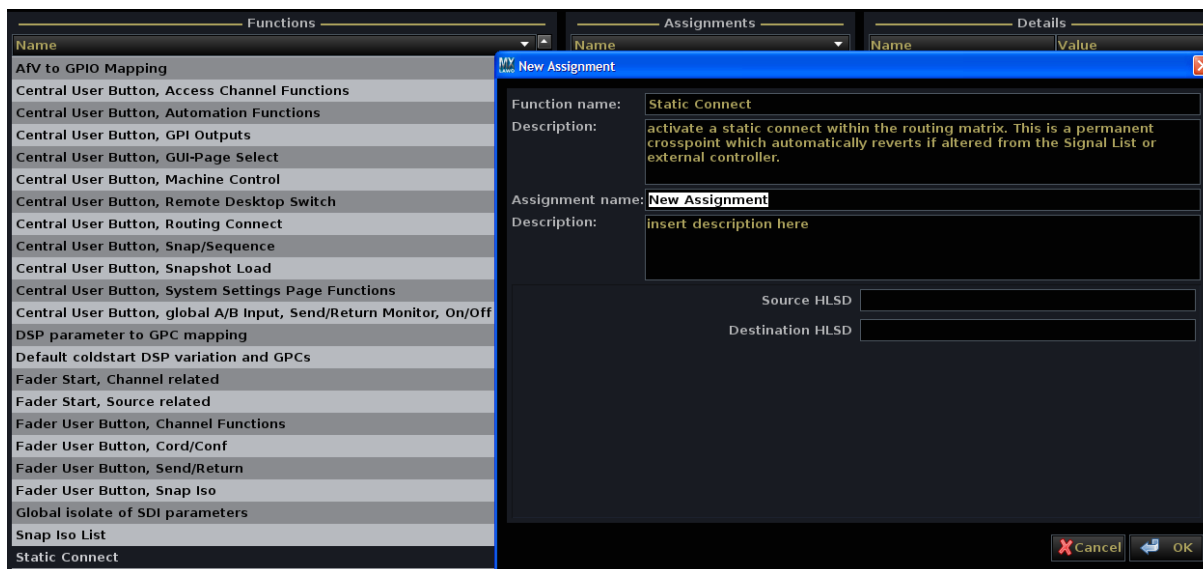 Functions
Assignments
Details
Name
Name
Name Value
AfV to GPIO Mapping
Central User Button, Access Channel Functions
Central User Button, Automation Functions
Central User Button, GPI Outputs
Central User Button, GUI-Page Select
Central User Button, Machine Control
Central User Button, Remote Desktop Switch
Central User Button, Routing Connect
Central User Button, Snap/Sequence
Central User Button, Snapshot Load
Central User Button, System Settings Page Functions
Central User Button, global A/B Input, Send/Return Monitor, On/Off
DSP parameter to GPC mapping
Default coldstart DSP variation and GPCs
Fader Start, Channel related
Fader Start, Source related
Fader User Button, Channel Functions
Fader User Button, Cord/Conf
Fader User Button, Send/Return
Fader User Button, Snap Iso
Global isolate of SDI parameters
Snap Iso List
Static Connect
MX
LAWO
New Assignment
Function name: Static Connect
Description: activate a static connect within the routing matrix. This is a permanent
crosspoint which automatically reverts if altered from the Signal List or
external controller.
Assignment name: New Assignment
Description: insert description here
Source HLSD
Destination HLSD
Cancel
OK